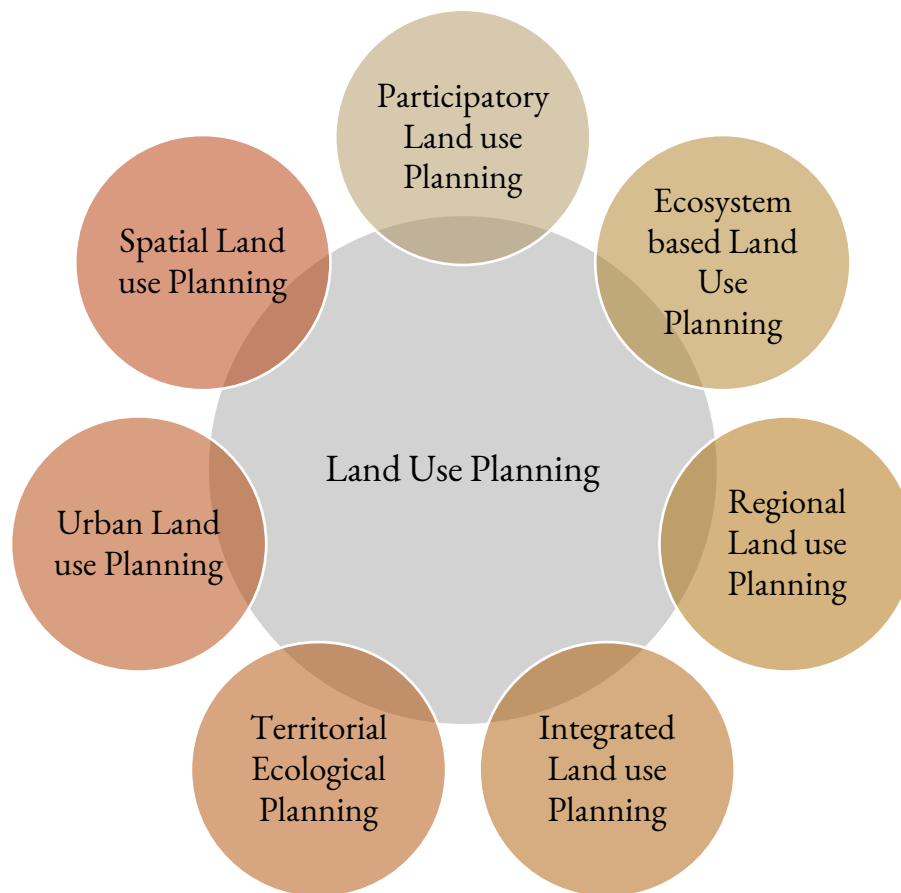 Participatory
Land use
Planning
Ecosystem
based Land
Use
Planning
Regional
Land use
Planning
Integrated
Land use
Planning
Territorial
Ecological
Planning
Urban Land
use Planning
Spatial Land
use Planning
Land Use Planning